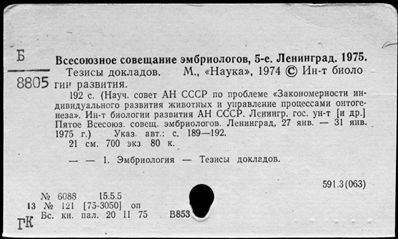 Б
8805
Всесоюзное совещание эмбриологов, 5-е. Ленинград. 1975.
Тезисы докладов. М., «Наука», 1974 © Ин-т биоло
гии развития.
192 с. (Науч. совет АН СССР по проблеме «Закономерности ин-
дивидуального развития животных и управление процессами онтоге-
неза». Ин-т биологии развития АН СССР. Ленингр. гос. ун-т [и др.]
Пятое Всесоюз. совещ. эмбриологов. Ленинград, 27 янв. — 31 янв.
1975 г.) Указ. авт.: с. 189—192.
21 см. 700 экз 80 к.
— — 1. Эмбриология — Тезисы докладов.
591.3(063)
№ 6088 15.5.5
13 № 121 [75-3050] оп
Вс. кн. пал. 20 11 75 В853
ГК